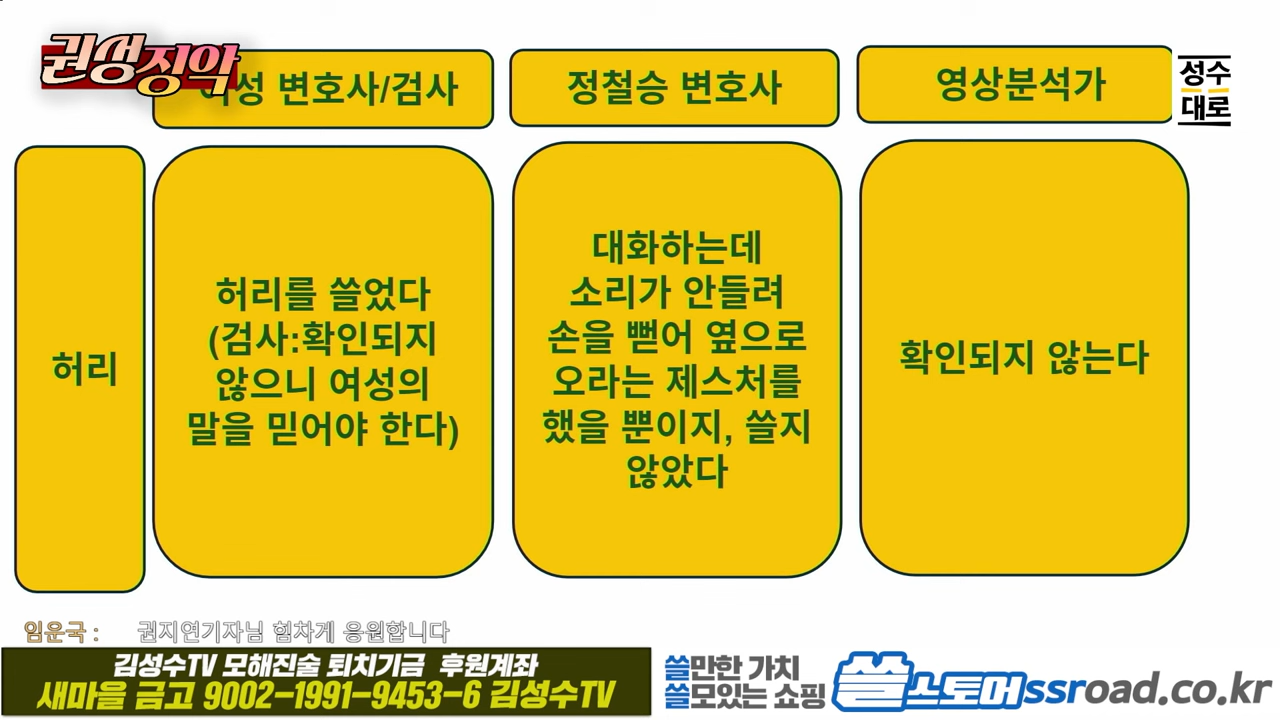 권성징악
여성 변호사/검사
정철승 변호사
영상분석가
성수
대로
허리
허리를 쓸었다
(검사:확인되지
않으니 여성의
말을 믿어야 한다)
대화하는데
소리가 안들려
손을 뻗어 옆으로
오라는 제스처를
했을 뿐이지, 쓸지
않았다
확인되지 않는다
임운국 : 권지연기자님 힘차게 응원합니다
김성수TV 모해진술 퇴치기금 후원계좌
새마을 금고 9002-1991-9453-6 김성수TV
쓸만한 가치
쓸모있는 쇼핑
쓸스토어ssroad.co.kr